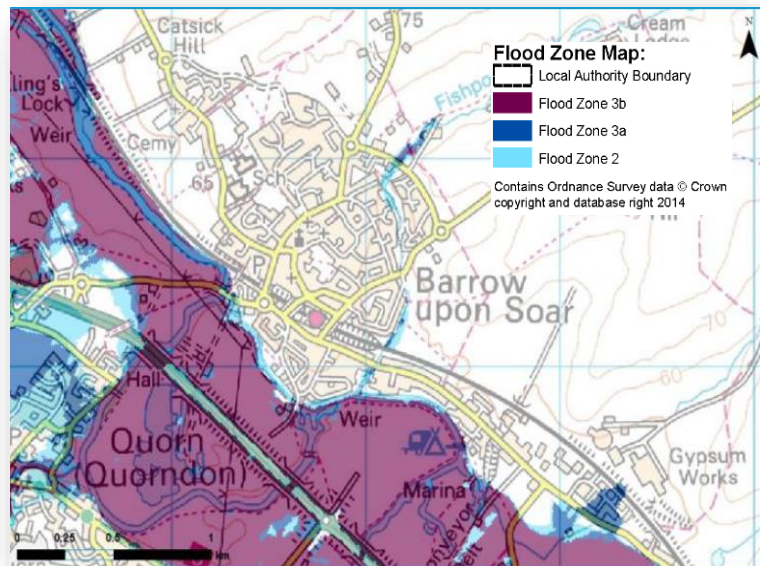 75
Catsick
Hill
Cream
N
Flood Zone Map:
Local Authority Boundary
Flood Zone 3b
Flood Zone 3a
Flood Zone 2
Contains Ordnance Survey data © Crown
copyright and database right 2014
ling's
Lock
Weir
Fishpo
Cemy
65
Sch
P
Barrow
upon Soar
70
60
Hall
Weir
Quorn
(Quorndon)
Marina
Gypsum
Works
0
0.25
0.5
1
km